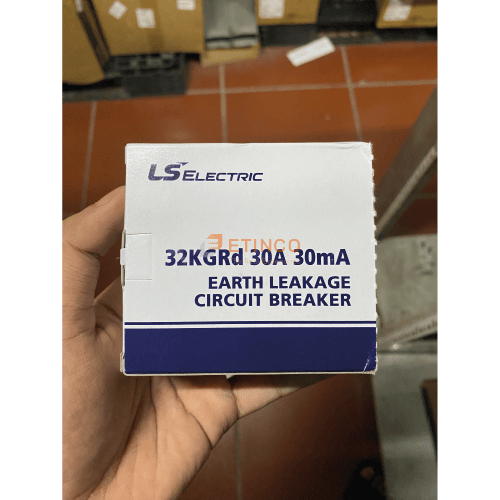 LS ELECTRIC
ETINCO
32KGRd 30A 30mA
EARTH LEAKAGE
CIRCUIT BREAKER